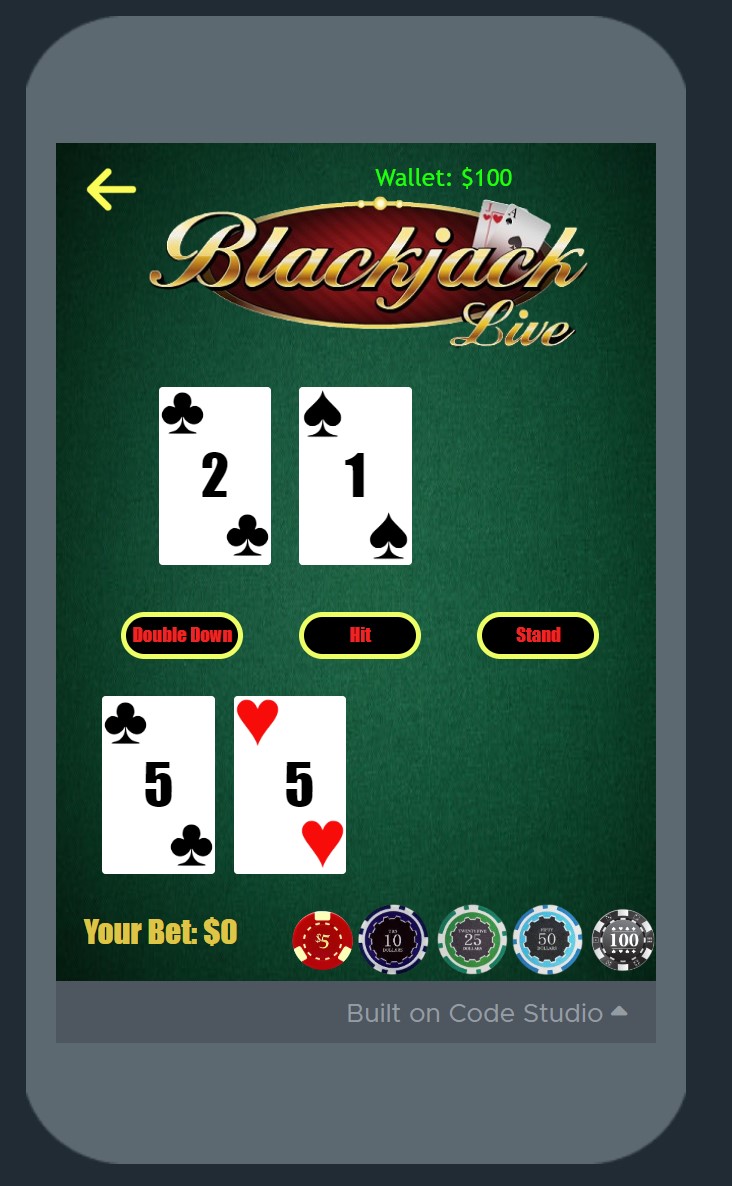 Wallet: $100
J A
Blackjack
Live
2 1
Double Down Hit Stand
5 5
Your Bet: $0 $5 TEN 10 DOLLARS TWENTY-FIVE 25 DOLLARS FIFTY 50 DOLLARS 100
Built on Code Studio